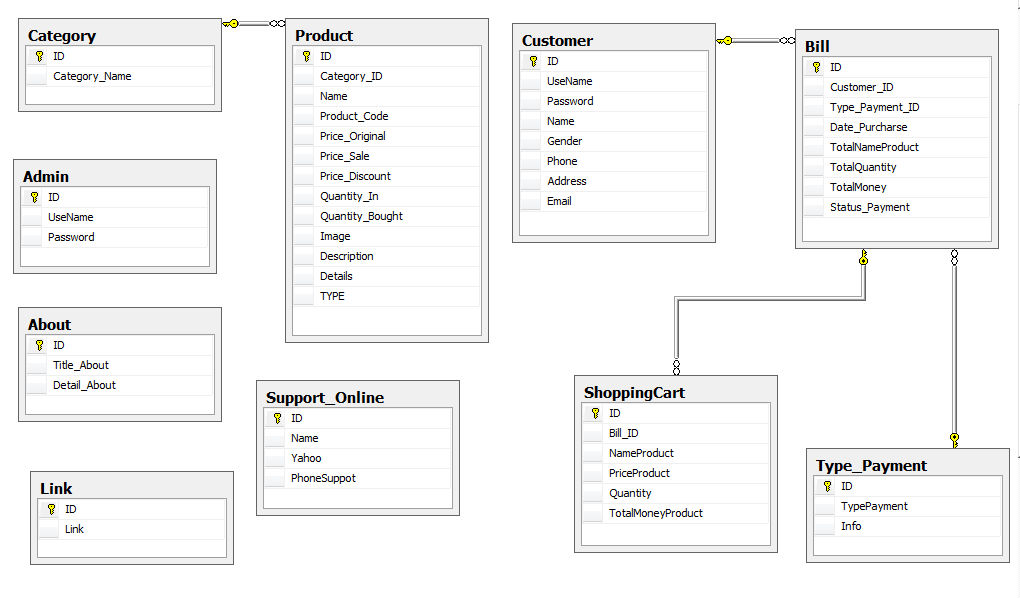 Category
ID
Category_Name
Product
ID
Category_ID
Name
Product_Code
Price_Original
Price_Sale
Price_Discount
Quantity_In
Quantity_Bought
Image
Description
Details
TYPE
Customer
ID
UseName
Password
Name
Gender
Phone
Address
Email
Bill
ID
Customer_ID
Type_Payment_ID
Date_Purcharse
TotalNameProduct
TotalQuantity
TotalMoney
Status_Payment
Admin
ID
UseName
Password
About
ID
Title_About
Detail_About
Support_Online
ID
Name
Yahoo
PhoneSuppot
ShoppingCart
ID
Bill_ID
NameProduct
PriceProduct
Quantity
TotalMoneyProduct
Type_Payment
ID
TypePayment
Info
Link
ID
Link